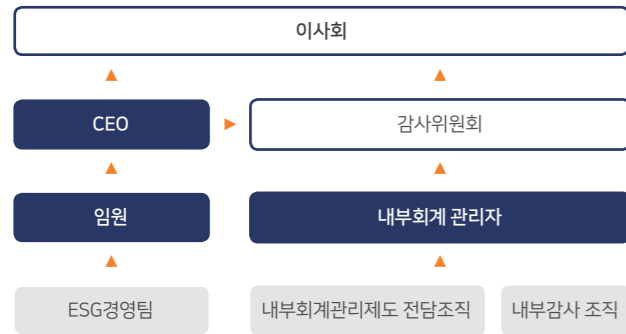 이사회
CEO
감사위원회
임원
내부회계 관리자
ESG경영팀
내부회계관리제도 전담조직
내부감사 조직